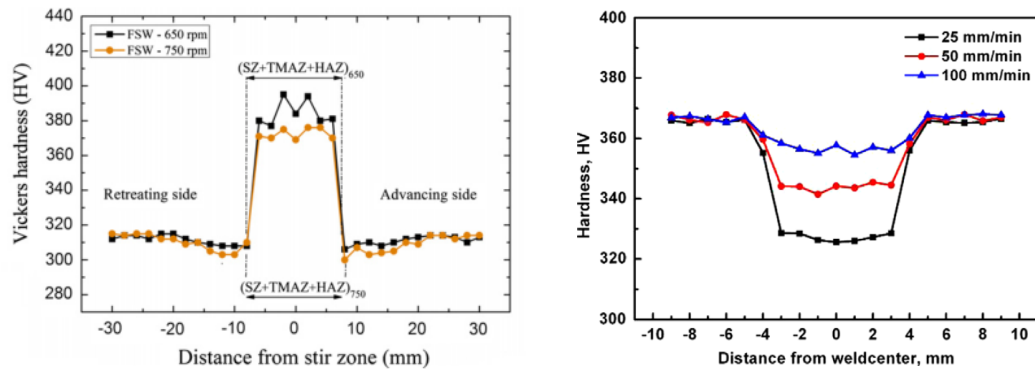 440
420
400
380
360
340
320
300
280
Vickers hardness (HV)
FSW - 650 rpm
FSW - 750 rpm
(SZ+TMAZ+HAZ)650
Retreating side
Advancing side
(SZ+TMAZ+HAZ)750
-30 -20 -10 0 10 20 30
Distance from stir zone (mm)
400
380
360
340
320
300
Hardness, HV
25 mm/min
50 mm/min
100 mm/min
-10 -8 -6 -4 -2 0 2 4 6 8 10
Distance from weldcenter, mm